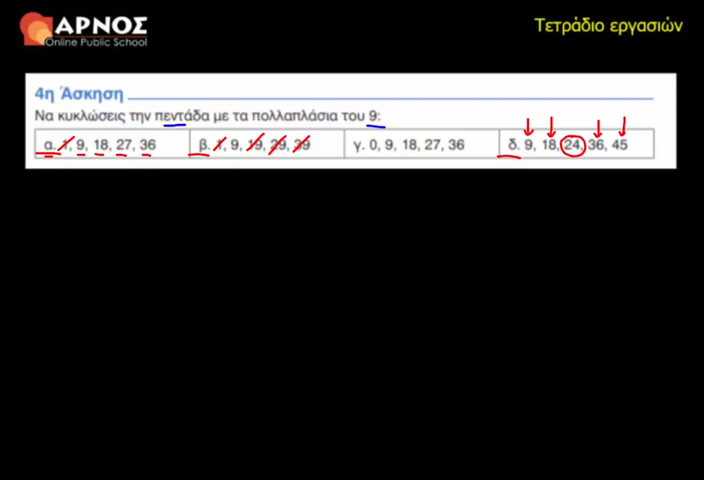 ΑΡΝΟΣ
Online Public School
Τετράδιο εργασιών
4η Άσκηση
Να κυκλώσεις την πεντάδα με τα πολλαπλάσια του 9:
α. 1, 9, 18, 27, 36 β. 1, 9, 19, 29, 39 γ. 0, 9, 18, 27, 36 δ. 9, 18, 24, 36, 45